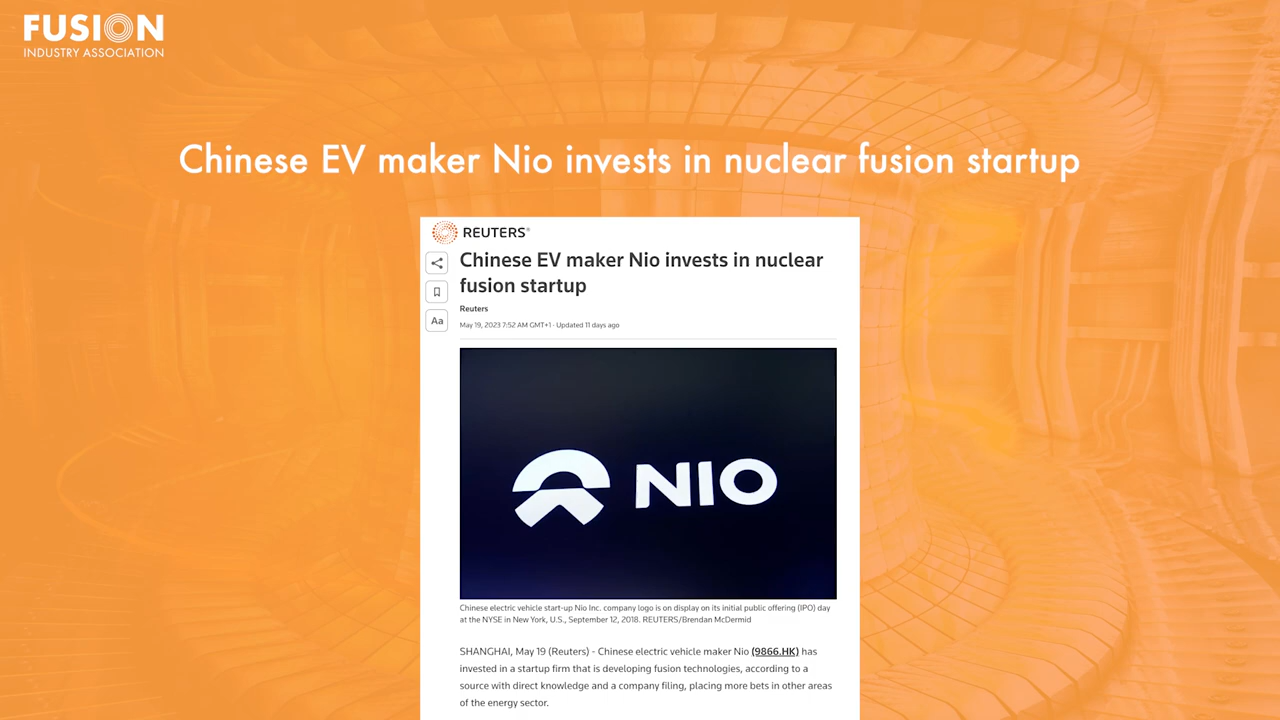 FUSION
INDUSTRY ASSOCIATION
Chinese EV maker Nio invests in nuclear fusion startup
REUTERS®
Chinese EV maker Nio invests in nuclear
fusion startup
Reuters
May 19, 2023 7:52 AM GMT+1 · Updated 11 days ago
Aa
NIO
Chinese electric vehicle start-up Nio Inc. company logo is on display on its initial public offering (IPO) day
at the NYSE in New York, U.S., September 12, 2018. REUTERS/Brendan McDermid
SHANGHAI, May 19 (Reuters) - Chinese electric vehicle maker Nio (9866.HK) has
invested in a startup firm that is developing fusion technologies, according to a
source with direct knowledge and a company filing, placing more bets in other areas
of the energy sector.